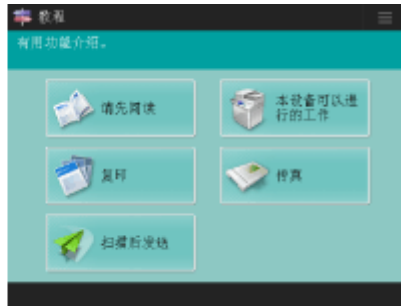 教程
有用功能介绍。
请先阅读
本设备可以进
行的工作
复印
传真
扫描后发送